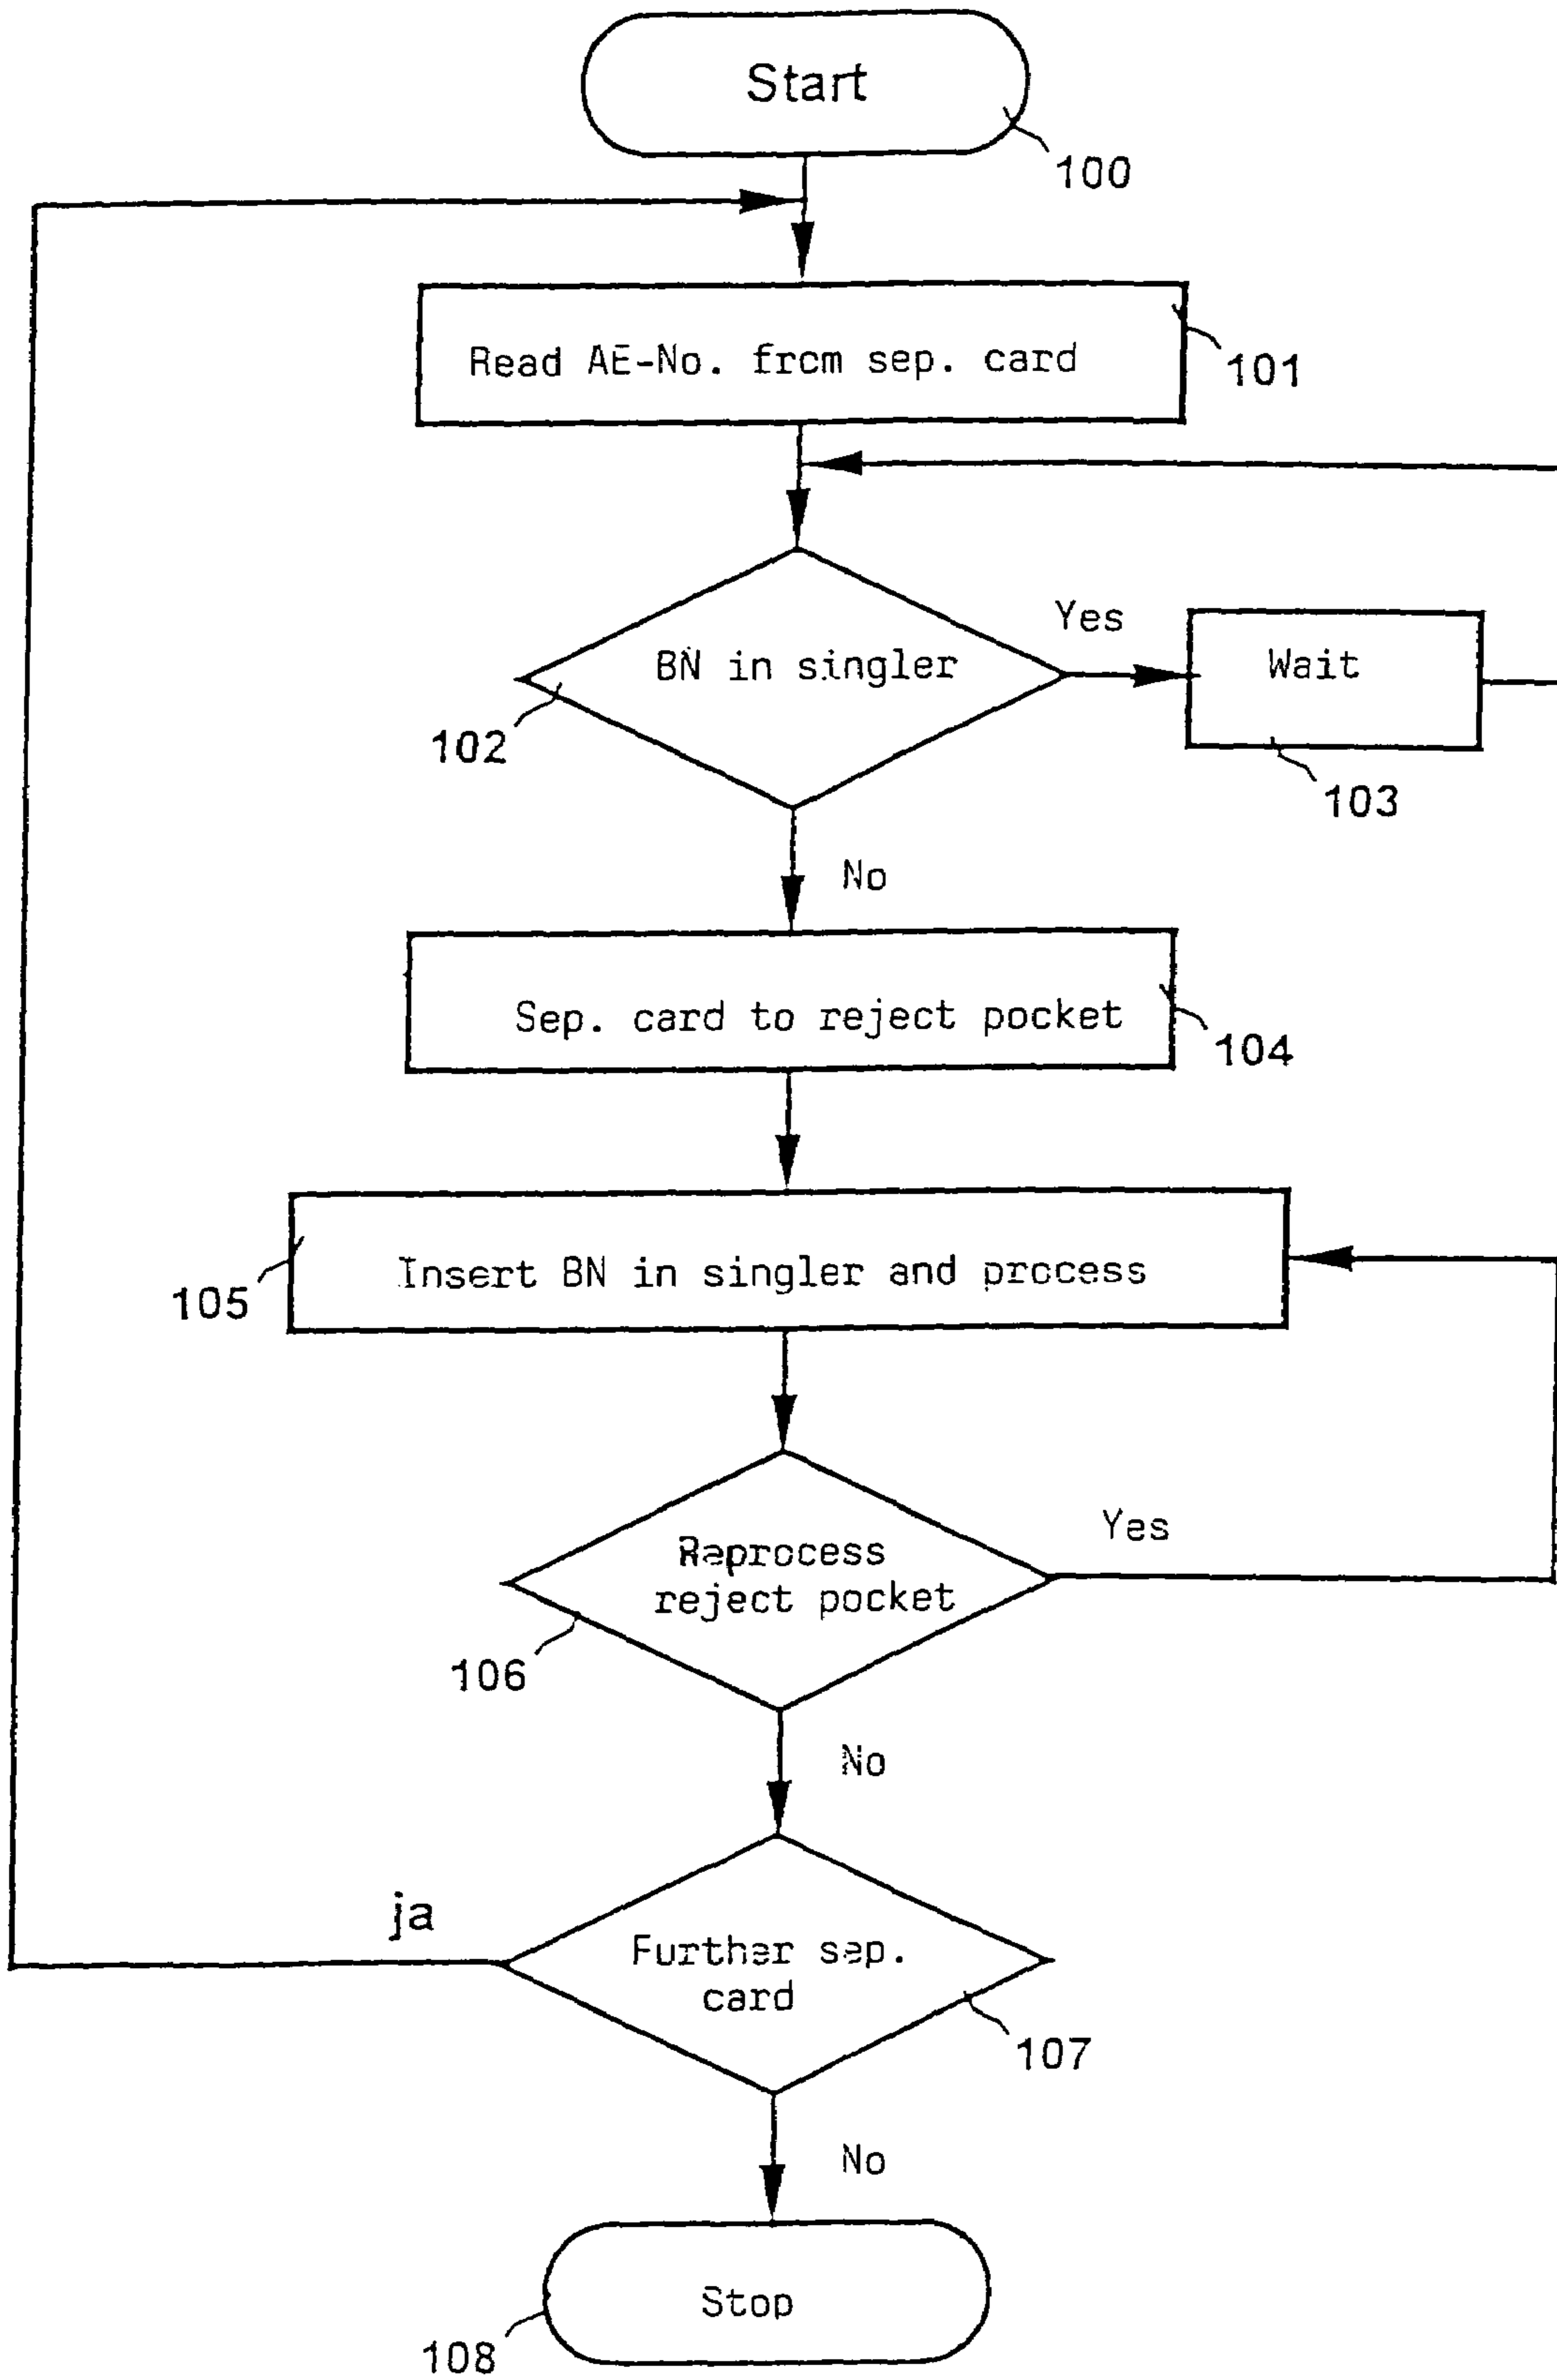 Start
100
Read AE-No. from sep. card
101
BN in singler
Yes
Wait
102
103
No
Sep. card to reject pocket
104
Insert BN in singler and process
105
Reprocess
reject pocket
Yes
106
No
ja
Further sep.
card
107
No
Stop
108